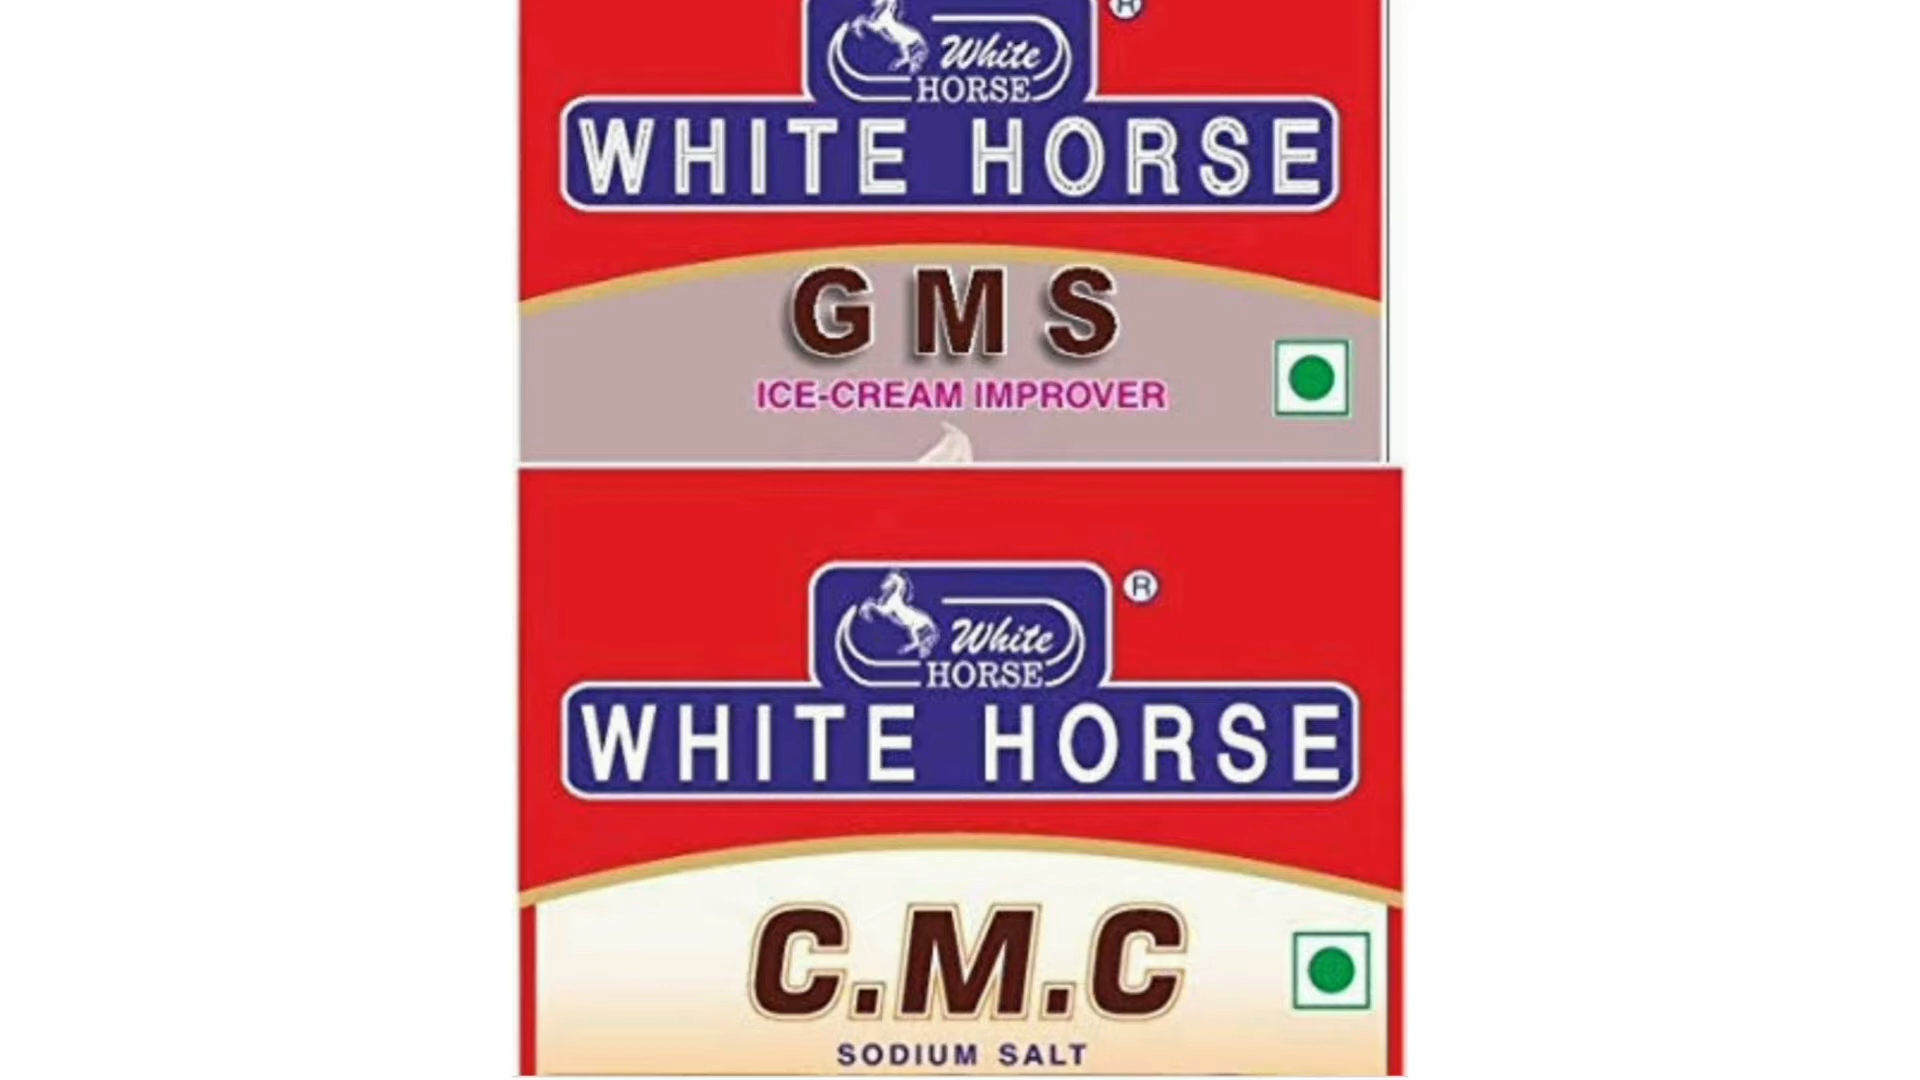 ®
White
HORSE
WHITE HORSE
GMS
ICE-CREAM IMPROVER
®
White
HORSE
WHITE HORSE
C.M.C
SODIUM SALT